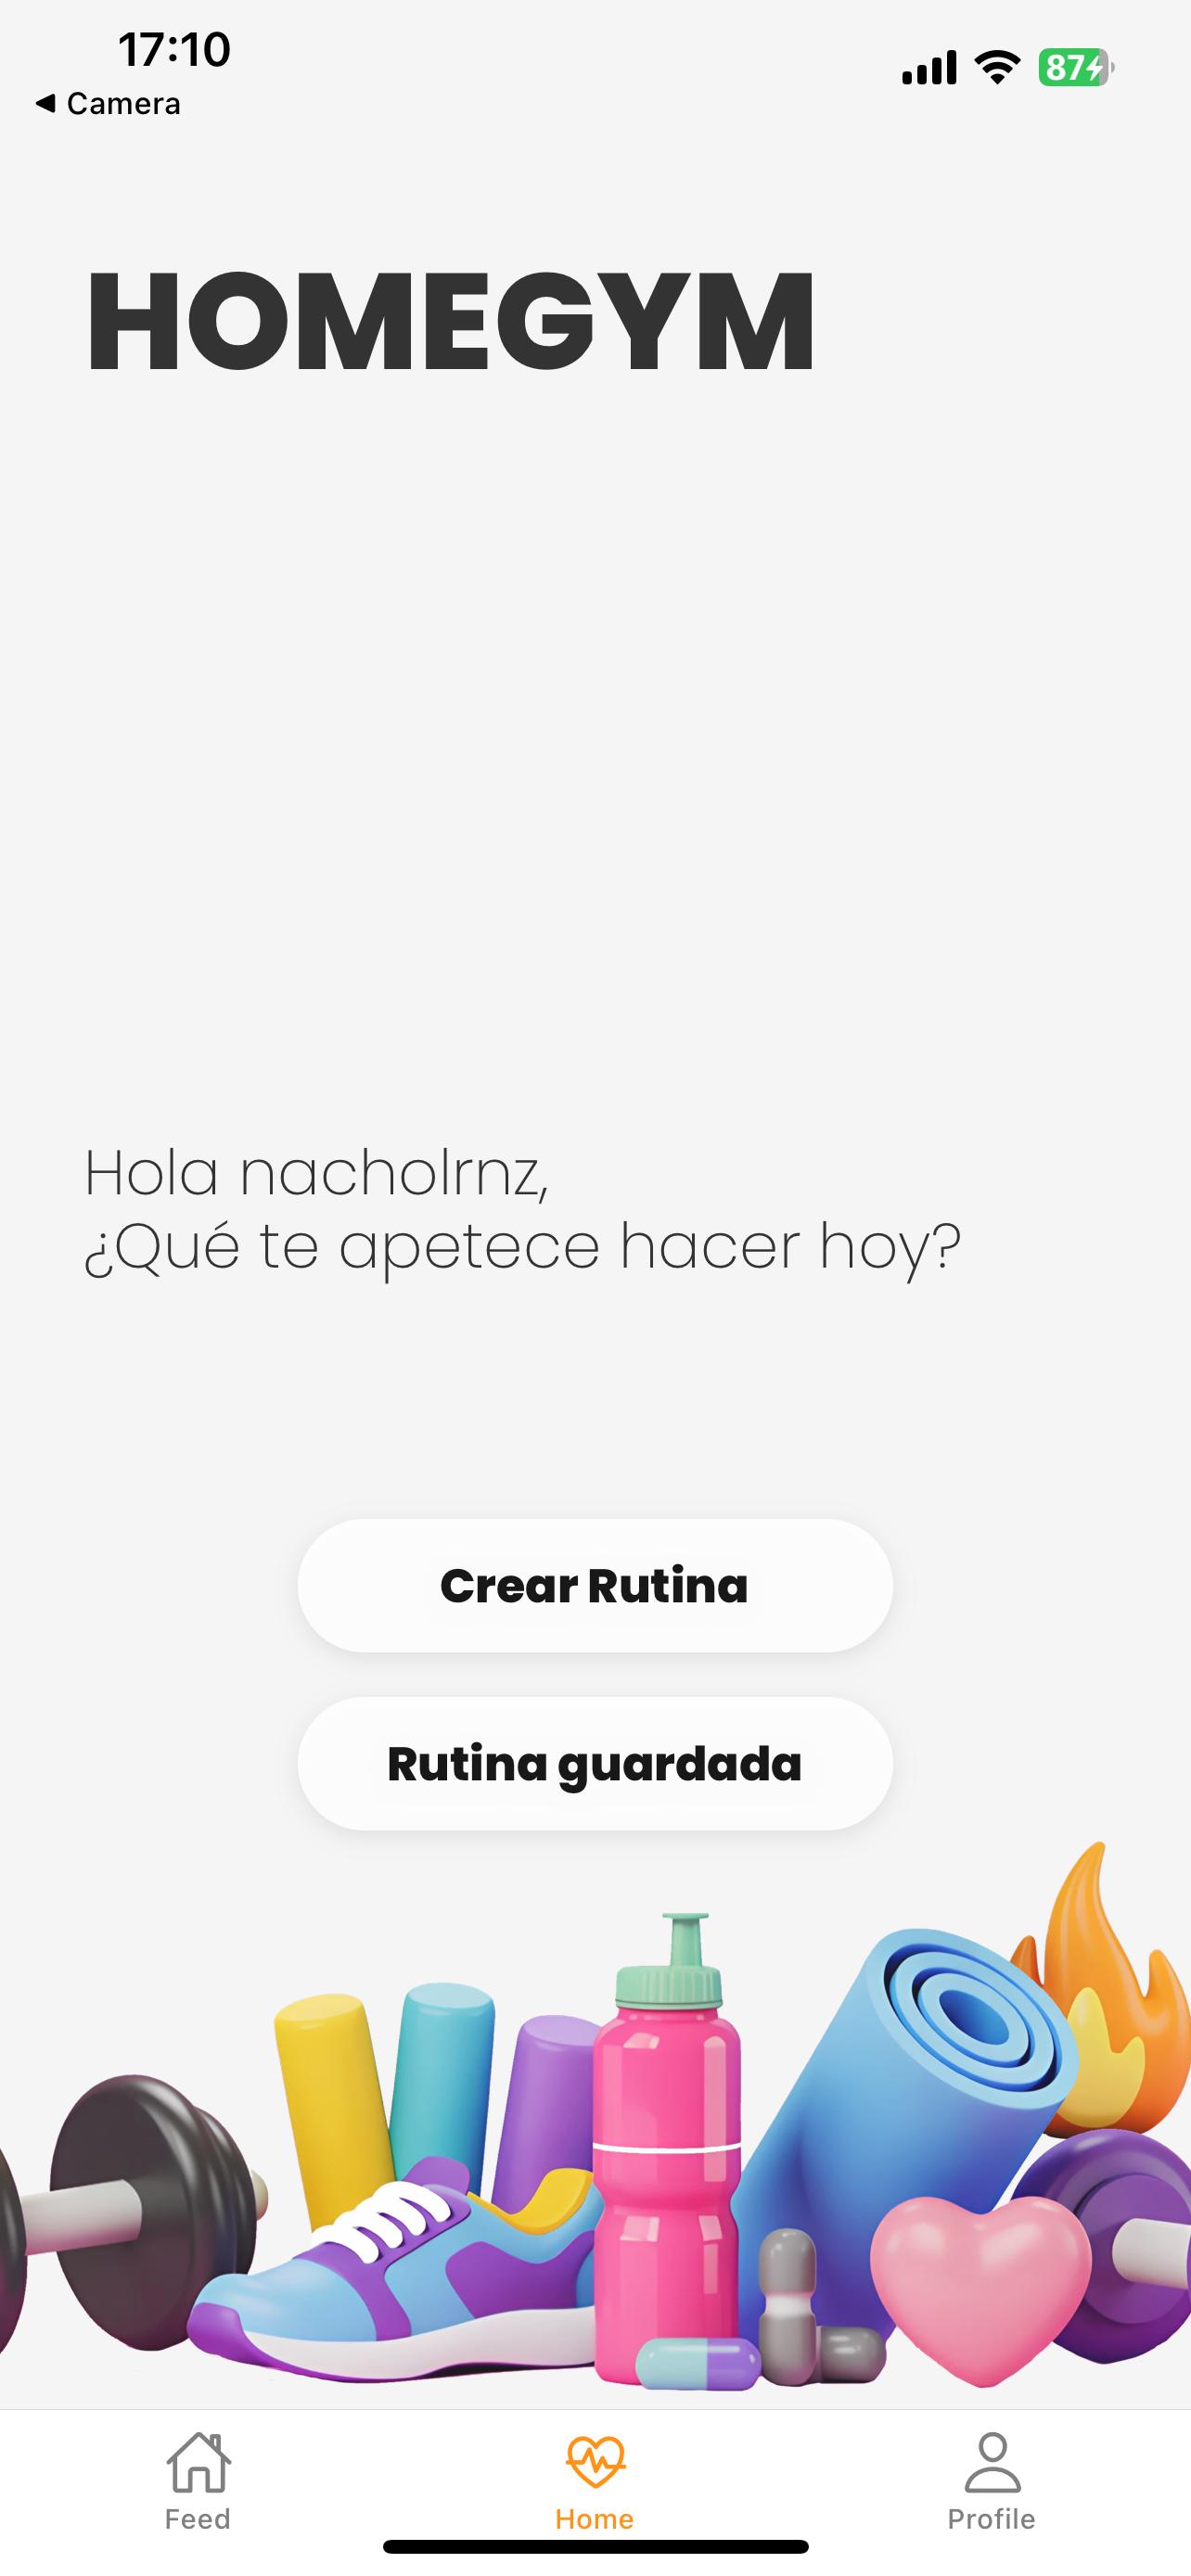 17:10
◀ Camera
87
HOMEGYM
Hola nacholrnz,
¿Qué te apetece hacer hoy?
Crear Rutina
Rutina guardada
Feed
Home
Profile